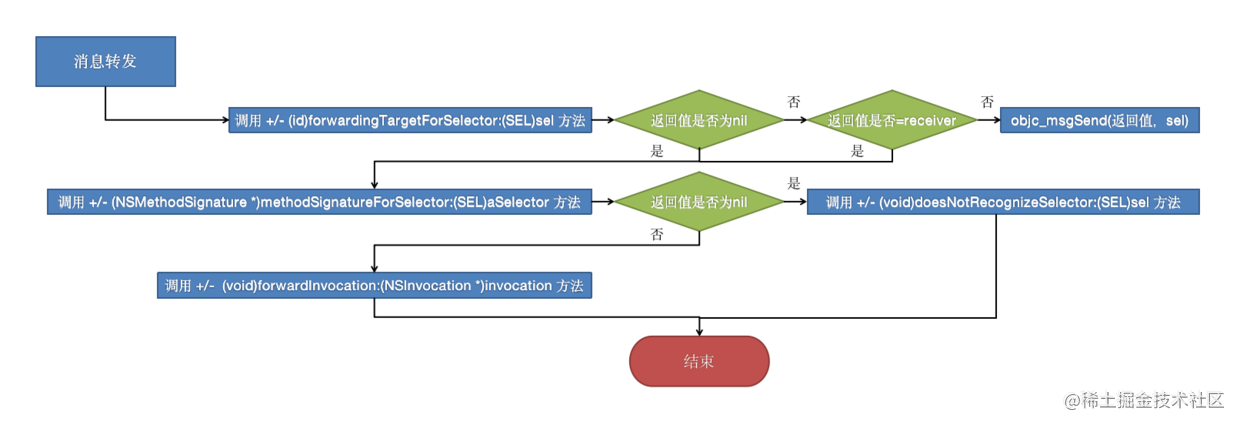 消息转发
调用 +/- (id)forwardingTargetForSelector:(SEL)sel 方法
返回值是否为nil
否
返回值是否=receiver
否
objc_msgSend(返回值，sel)
是
是
调用 +/- (NSMethodSignature *)methodSignatureForSelector:(SEL)aSelector 方法
返回值是否为nil
是
调用 +/- (void)doesNotRecognizeSelector:(SEL)sel 方法
否
调用 +/- (void)forwardInvocation:(NSInvocation *)invocation 方法
结束
@稀土掘金技术社区